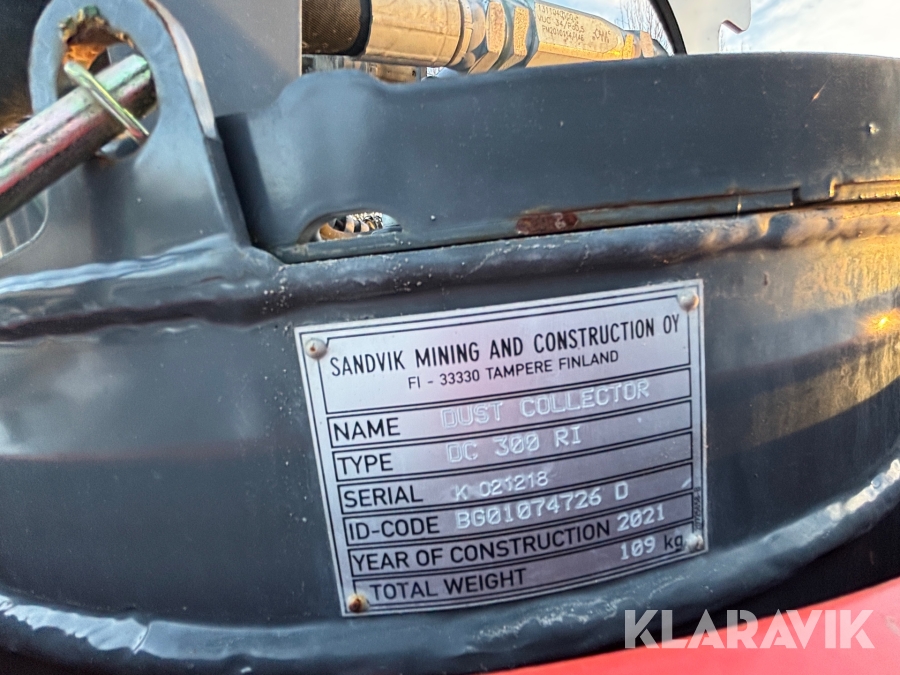 SANDVIK MINING AND CONSTRUCTION OY
FI - 33330 TAMPERE FINLAND
NAME DUST COLLECTOR
TYPE DC 300 RI
SERIAL K 021218
ID-CODE BG01074726 D
YEAR OF CONSTRUCTION 2021
TOTAL WEIGHT 109 kg
KLARAVIK